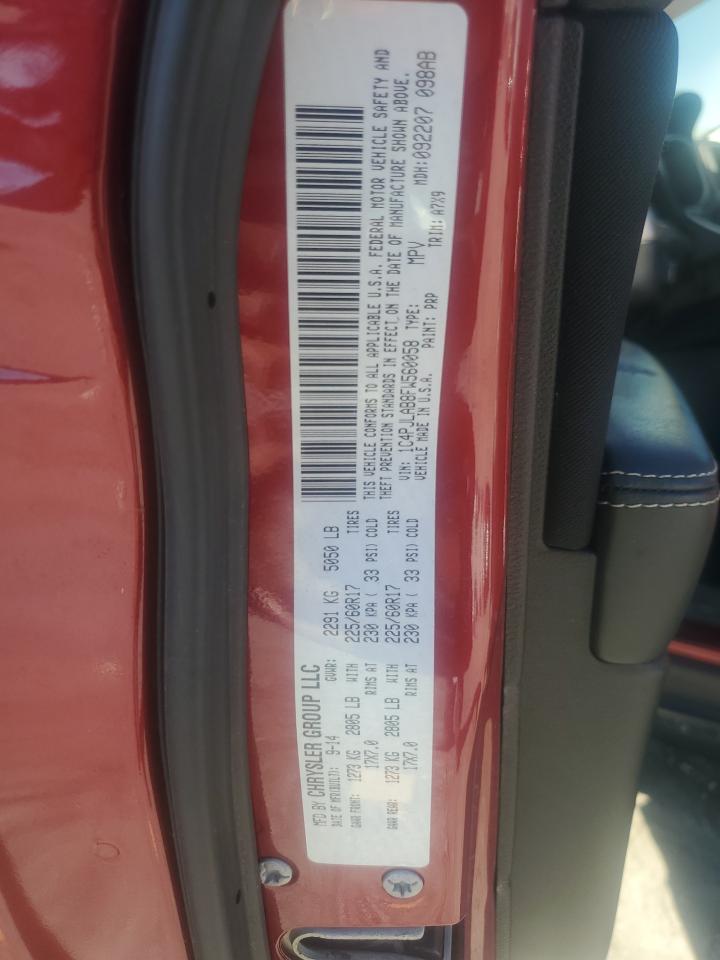 MFD BY CHRYSLER GROUP LLC
DATE OF MFR(BUILT): 9-14 GVWR: 2291 KG 5050 LB
GAWR FRONT: 1273 KG 2805 LB WITH 225/60R17 TIRES
17X7.0 RIMS AT 230 KPA ( 33 PSI) COLD
GAWR REAR: 1273 KG 2805 LB WITH 225/60R17 TIRES
17X7.0 RIMS AT 230 KPA ( 33 PSI) COLD
THIS VEHICLE CONFORMS TO ALL APPLICABLE U.S.A. FEDERAL MOTOR VEHICLE SAFETY AND
THEFT PREVENTION STANDARDS IN EFFECT ON THE DATE OF MANUFACTURE SHOWN ABOVE.
VIN: 1C4PJLAB8FW560058 TYPE: MPV MDH:092207 098AB
VEHICLE MADE IN U.S.A. PAINT: PRP TRIM: A7X9